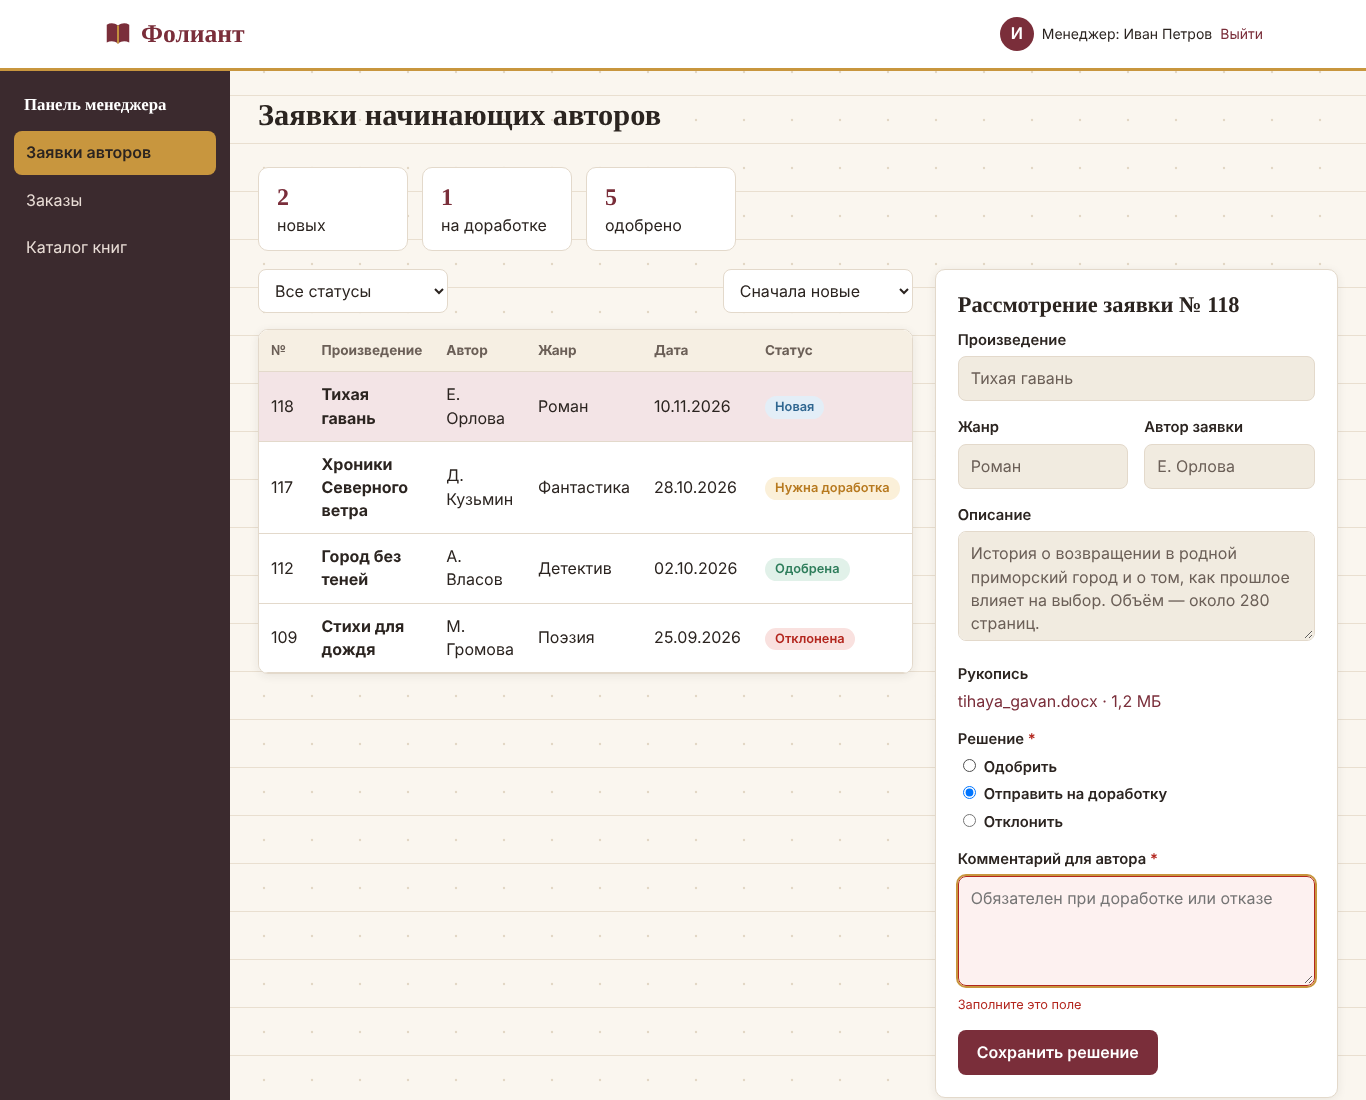 Фолиант
И Менеджер: Иван Петров Выйти
Панель менеджера
Заявки авторов
Заказы
Каталог книг
Заявки начинающих авторов
2
новых
1
на доработке
5
одобрено
Все статусы
Сначала новые
№ Произведение Автор Жанр Дата Статус
118 Тихая гавань Е. Орлова Роман 10.11.2026 Новая
117 Хроники Северного ветра Д. Кузьмин Фантастика 28.10.2026 Нужна доработка
112 Город без теней А. Власов Детектив 02.10.2026 Одобрена
109 Стихи для дождя М. Громова Поэзия 25.09.2026 Отклонена
Рассмотрение заявки № 118
Произведение
Тихая гавань
Жанр
Роман
Автор заявки
Е. Орлова
Описание
История о возвращении в родной
приморский город и о том, как прошлое
влияет на выбор. Объём — около 280
страниц.
Рукопись
tihaya_gavan.docx · 1,2 МБ
Решение *
Одобрить
Отправить на доработку
Отклонить
Комментарий для автора *
Обязателен при доработке или отказе
Заполните это поле
Сохранить решение